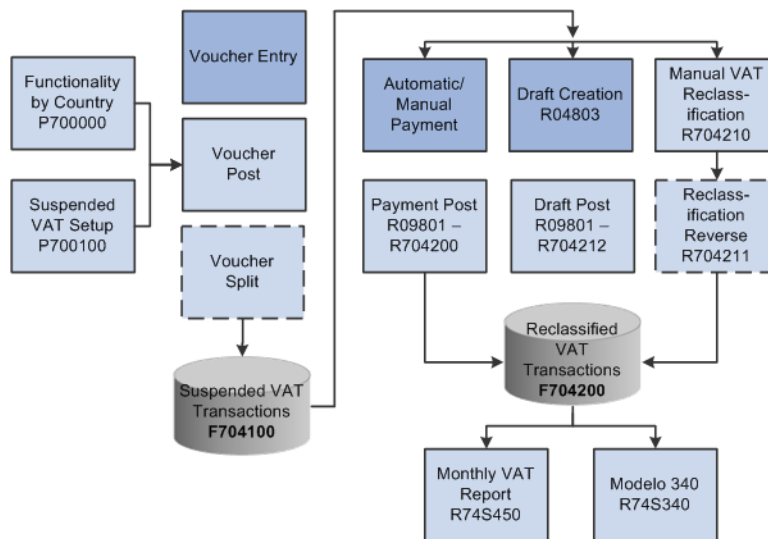 Functionality
by Country
P700000
Suspended
VAT Setup
P700100
Voucher Entry
Voucher
Post
Voucher
Split
Suspended VAT
Transactions
F704100
Automatic/
Manual
Payment
Draft Creation
R04803
Manual VAT
Reclass-
ification
R704210
Payment Post
R09801 –
R704200
Draft Post
R09801 –
R704212
Reclass-
ification
Reverse
R704211
Reclassified
VAT
Transactions
F704200
Monthly VAT
Report
R74S450
Modelo 340
R74S340